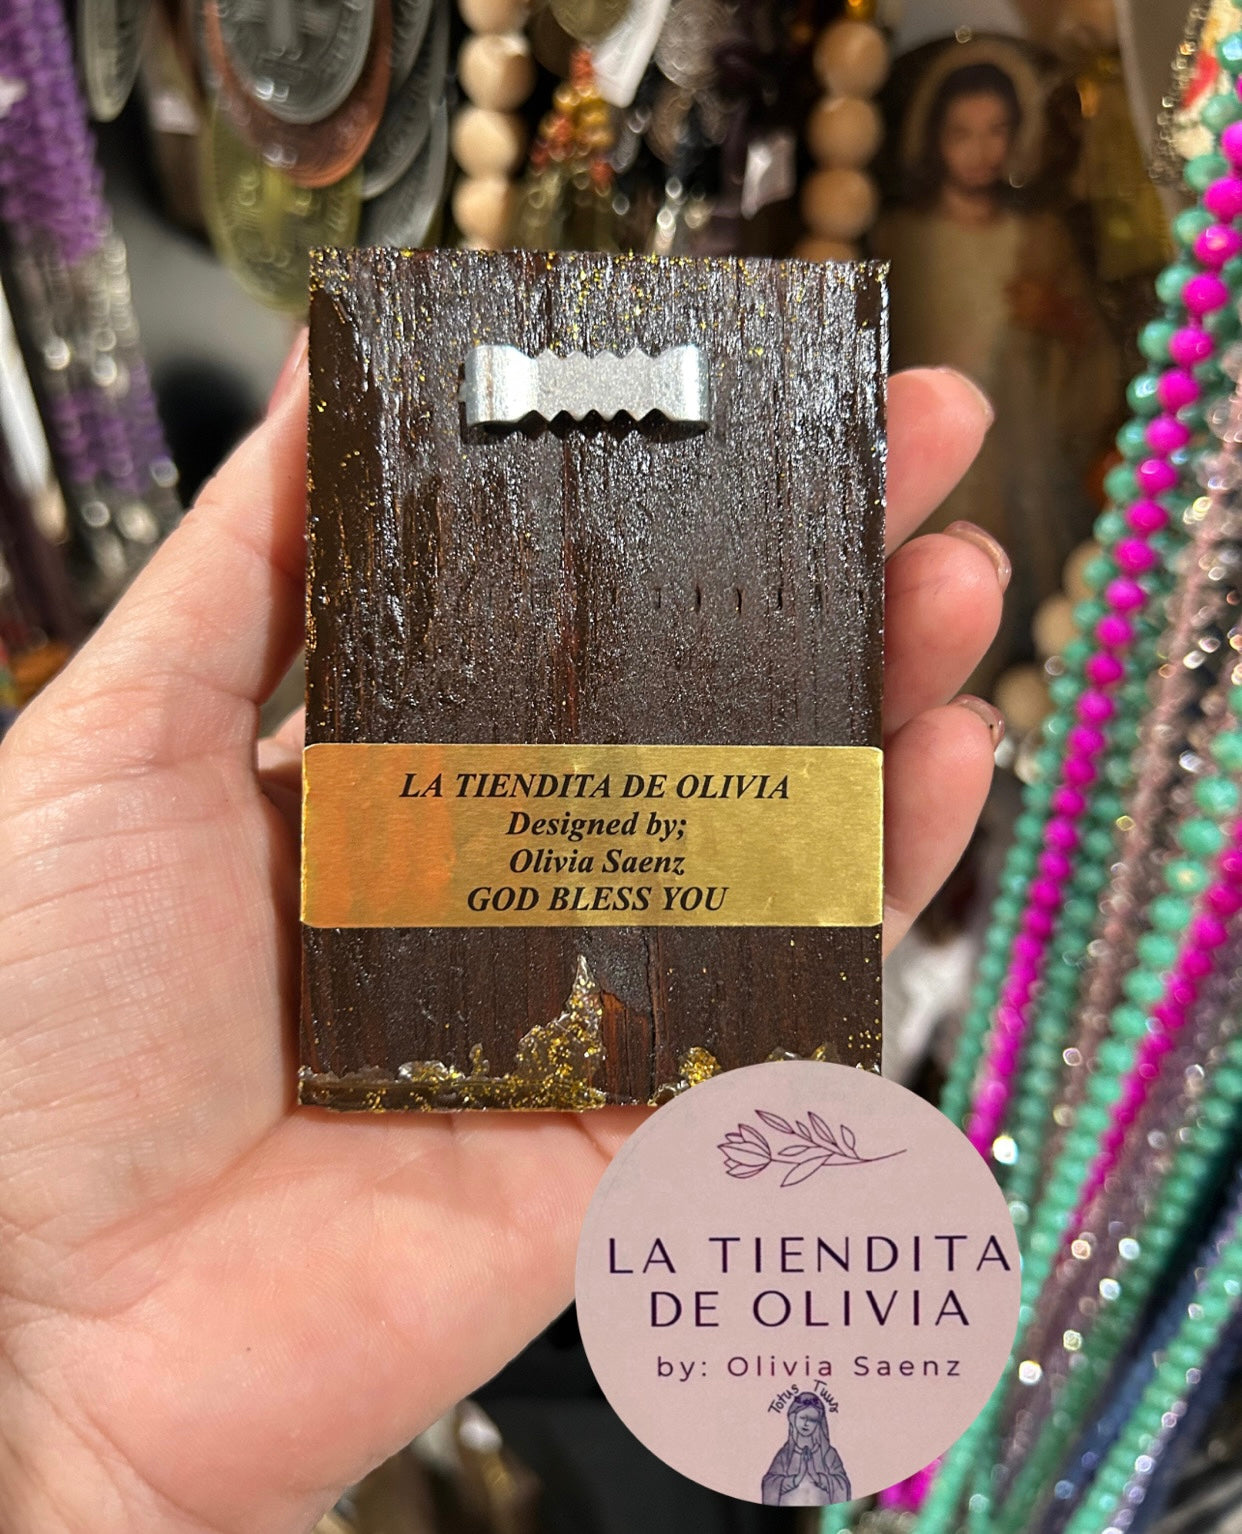 LA TIENDITA DE OLIVIA
Designed by;
Olivia Saenz
GOD BLESS YOU
LA TIENDITA
DE OLIVIA
by: Olivia Saenz
Totus Tuus